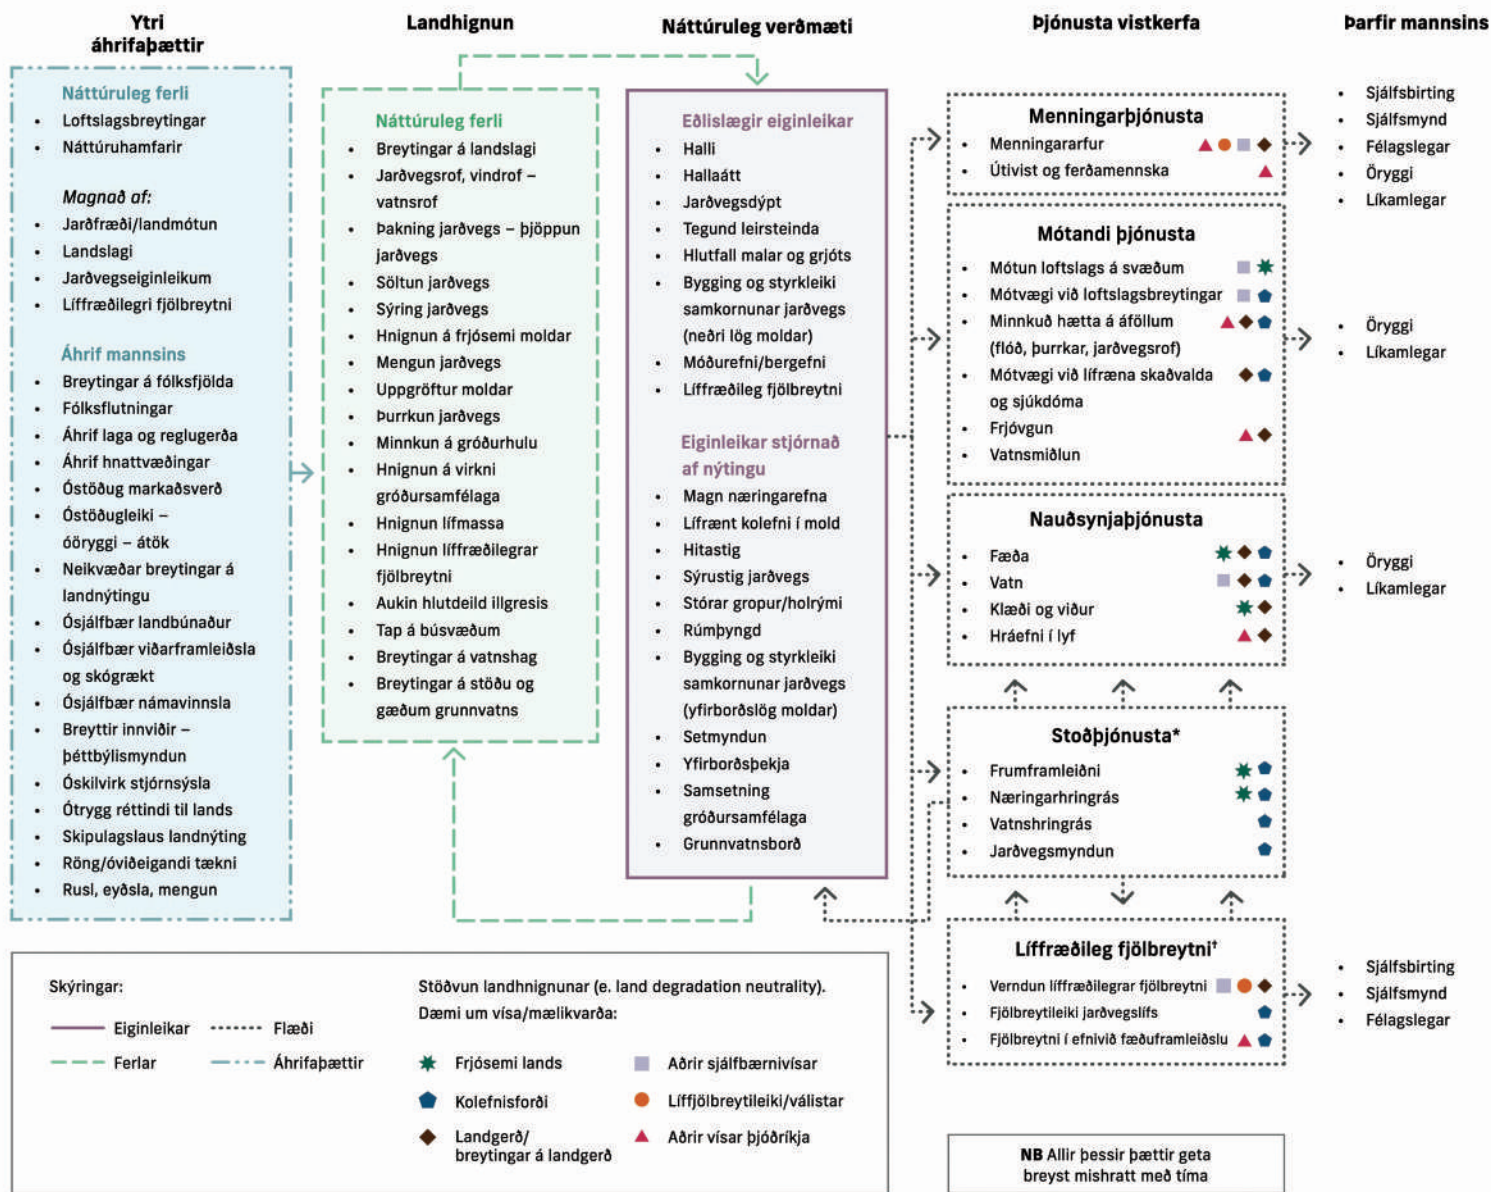 Ytri
áhrifaþættir
Náttúruleg ferli
• Loftslagsbreytingar
• Náttúruhamfarir
Magnað af:
• Jarðfræði/landmótun
• Landslagi
• Jarðvegseiginleikum
• Líffræðilegri fjölbreytni
Áhrif mannsins
• Breytingar á fólksfjölda
• Fólksflutningar
• Áhrif laga og reglugerða
• Áhrif hnattvæðingar
• Óstöðug markaðsverð
• Óstöðugleiki –
óöryggi – átök
• Neikvæðar breytingar á
landnýtingu
• Ósjálfbær landbúnaður
• Ósjálfbær viðarframleiðsla
og skógrækt
• Ósjálfbær námavinnsla
• Breyttir innviðir –
þéttbýlismyndun
• Óskilvirk stjórnsýsla
• Ótrygg réttindi til lands
• Skipulagslaus landnýting
• Röng/óviðeigandi tækni
• Rusl, eyðsla, mengun
Landhignun
Náttúruleg ferli
• Breytingar á landslagi
• Jarðvegsrof, vindrof –
vatnsrof
• Þakning jarðvegs – þjöppun
jarðvegs
• Söltun jarðvegs
• Sýring jarðvegs
• Hnignun á frjósemi moldar
• Mengun jarðvegs
• Uppgröftur moldar
• Þurrkun jarðvegs
• Minnkun á gróðurhulu
• Hnignun á virkni
gróðursamfélaga
• Hnignun lífmassa
• Hnignun líffræðilegrar
fjölbreytni
• Aukin hlutdeild illgresis
• Tap á búsvæðum
• Breytingar á vatnshag
• Breytingar á stöðu og
gæðum grunnvatns
Náttúruleg verðmæti
Eðlislægir eiginleikar
• Halli
• Hallaátt
• Jarðvegsdýpt
• Tegund leirsteinda
• Hlutfall malar og grjóts
• Bygging og styrkleiki
samkornunar jarðvegs
(neðri lög moldar)
• Móðurefni/bergefni
• Líffræðileg fjölbreytni
Eiginleikar stjórnað
af nýtingu
• Magn næringarefna
• Lífrænt kolefni í mold
• Hitastig
• Sýrustig jarðvegs
• Stórar gropur/holrými
• Rúmþyngd
• Bygging og styrkleiki
samkornunar jarðvegs
(yfirborðslög moldar)
• Setmyndun
• Yfirborðsþekja
• Samsetning
gróðursamfélaga
• Grunnvatnsborð
Þjónusta vistkerfa
Menningarþjónusta
• Menningararfur
• Útivist og ferðamennska
Mótandi þjónusta
• Mótun loftslags á svæðum
• Mótvægi við loftslagsbreytingar
• Minnkuð hætta á áföllum
(flóð, þurrkar, jarðvegsrof)
• Mótvægi við lífræna skaðvalda
og sjúkdóma
• Frjóvgun
• Vatnsmiðlun
Nauðsynjaþjónusta
• Fæða
• Vatn
• Klæði og viður
• Hráefni í lyf
Stoðþjónusta*
• Frumframleiðni
• Næringarhringrás
• Vatnshringrás
• Jarðvegsmyndun
Líffræðileg fjölbreytni†
• Verndun líffræðilegrar fjölbreytni
• Fjölbreytileiki jarðvegslífs
• Fjölbreytni í efnivið fæðuframleiðslu
Þarfir mannsins
• Sjálfsbirting
• Sjálfsmynd
• Félagslegar
• Öryggi
• Líkamlegar
• Öryggi
• Líkamlegar
• Öryggi
• Líkamlegar
• Sjálfsbirting
• Sjálfsmynd
• Félagslegar
Skýringar:
Eiginleikar
Flæði
Ferlar
Áhrifaþættir
Stöðvun landhnignunar (e. land degradation neutrality).
Dæmi um vísa/mælikvarða:
Frjósemi lands
Kolefnisforði
Landgerð/
breytingar á landgerð
Aðrir sjálfbærnivísar
Líffjölbreytileiki/válistar
Aðrir vísar þjóðríkja
NB Allir þessir þættir geta
breyst mishratt með tíma